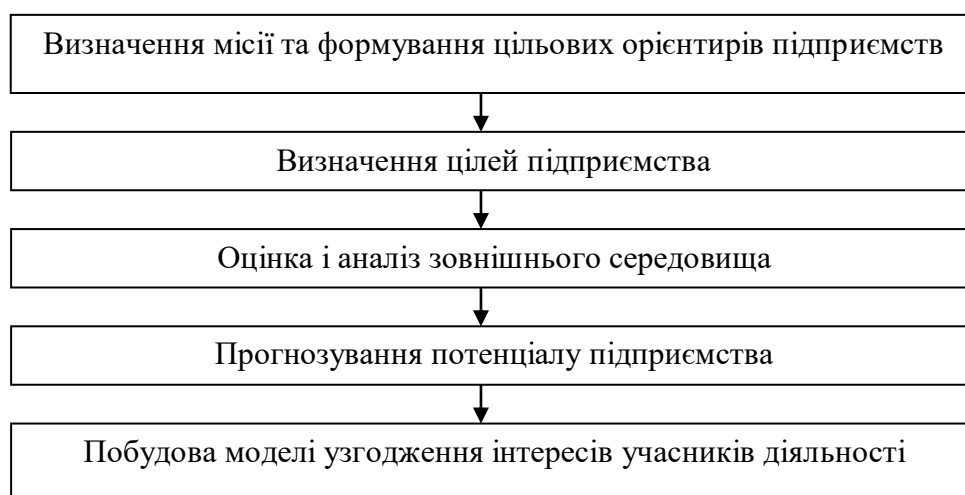 Визначення місії та формування цільових орієнтирів підприємств
Визначення цілей підприємства
Оцінка і аналіз зовнішнього середовища
Прогнозування потенціалу підприємства
Побудова моделі узгодження інтересів учасників діяльності